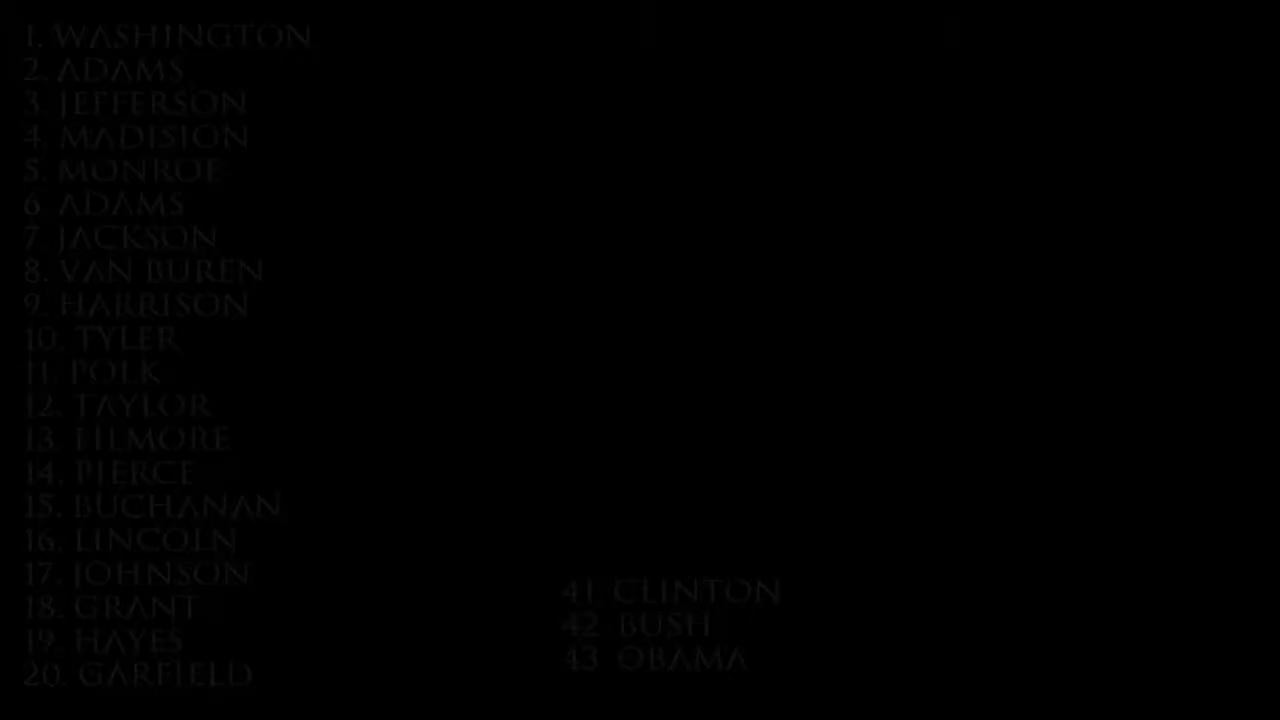 1. WASHINGTON
2. ADAMS
3. JEFFERSON
4. MADISION
5. MONROE
6. ADAMS
7. JACKSON
8. VAN BUREN
9. HARRISON
10. TYLER
11. POLK
12. TAYLOR
13. FILMORE
14. PIERCE
15. BUCHANAN
16. LINCOLN
17. JOHNSON
18. GRANT
19. HAYES
20. GARFIELD
41. CLINTON
42 BUSH
43 OBAMA